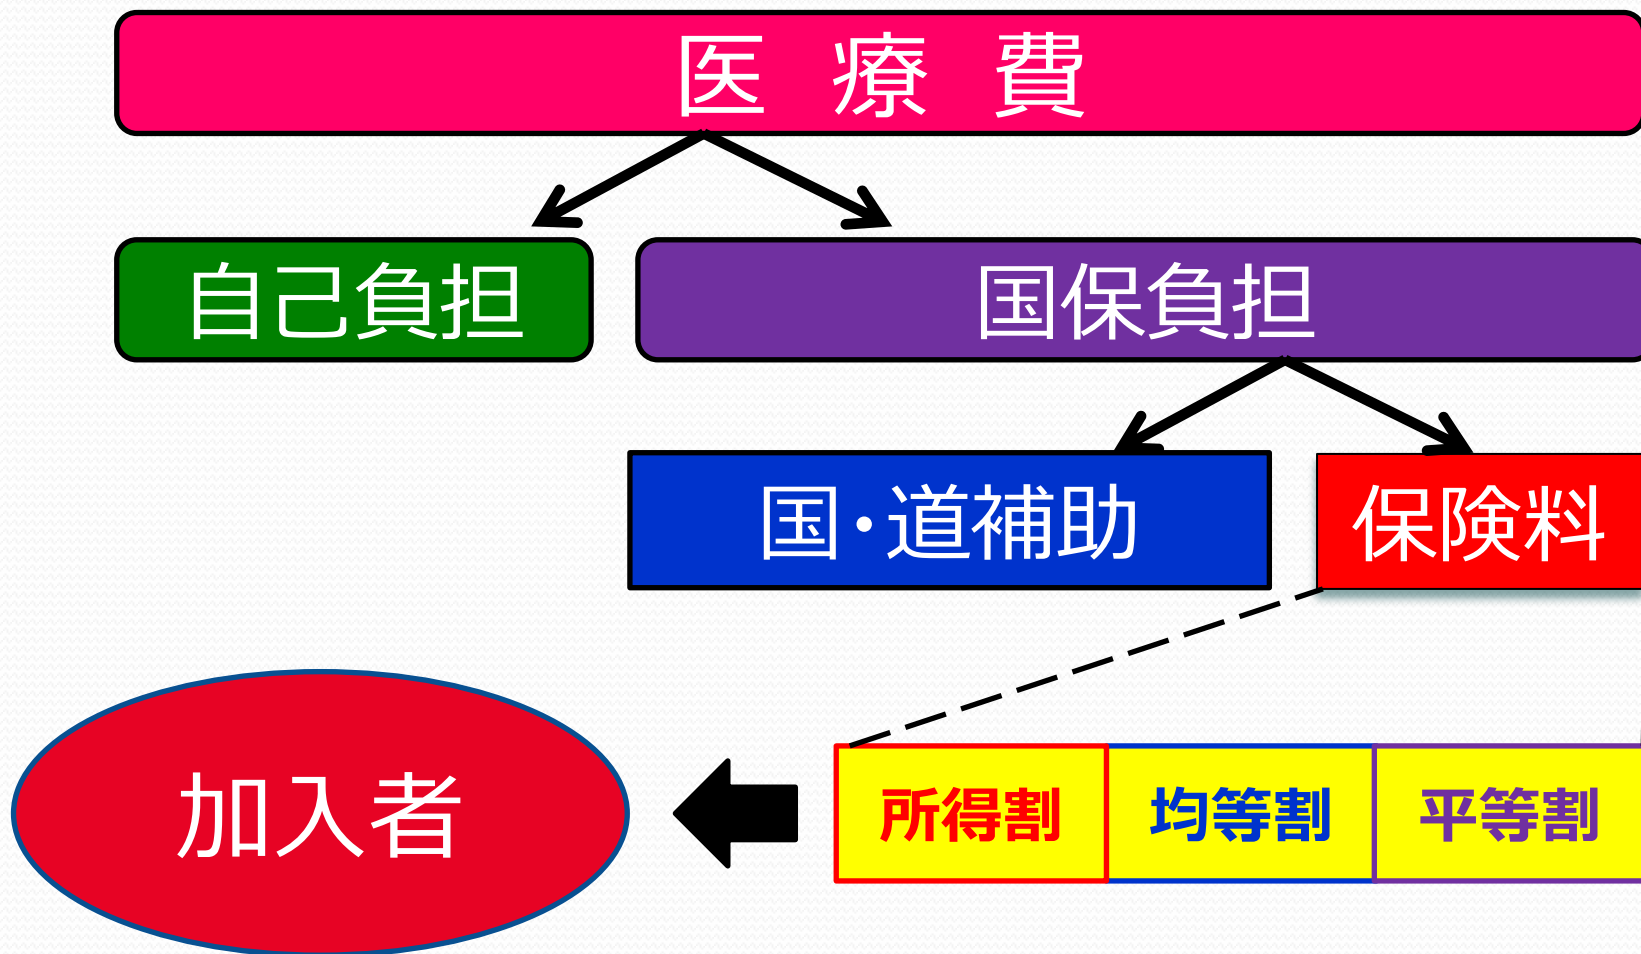 医 療 費
自己負担
国保負担
国・道補助
保険料
加入者
所得割
均等割
平等割